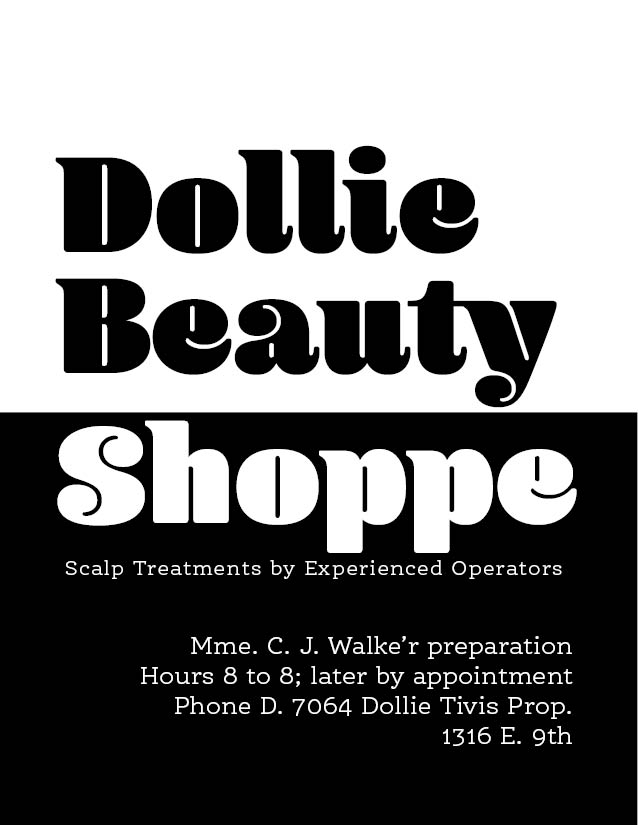 Dollie
Beauty
Shoppe
Scalp Treatments by Experienced Operators
Mme. C. J. Walke’r preparation
Hours 8 to 8; later by appointment
Phone D. 7064 Dollie Tivis Prop.
1316 E. 9th